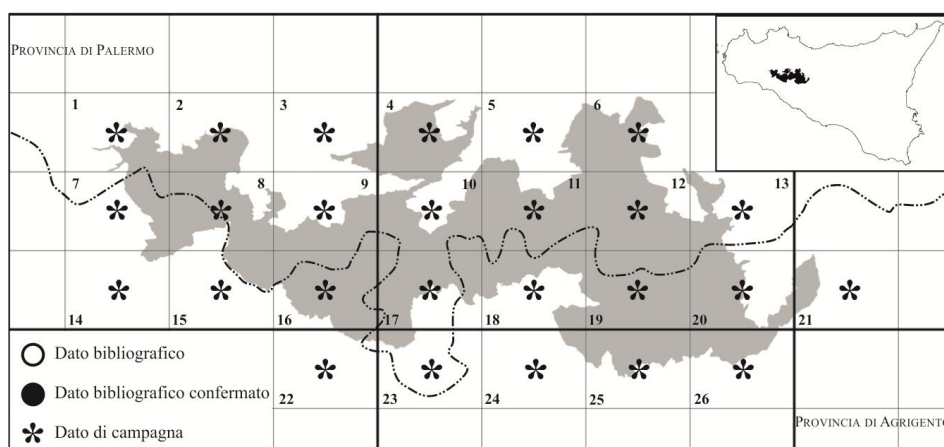 PROVINCIA DI PALERMO
1 2 3 4 5 6
7 8 9 10 11 12 13
14 15 16 17 18 19 20 21
Dato bibliografico
Dato bibliografico confermato
Dato di campagna
22 23 24 25 26
PROVINCIA DI AGRIGENTO